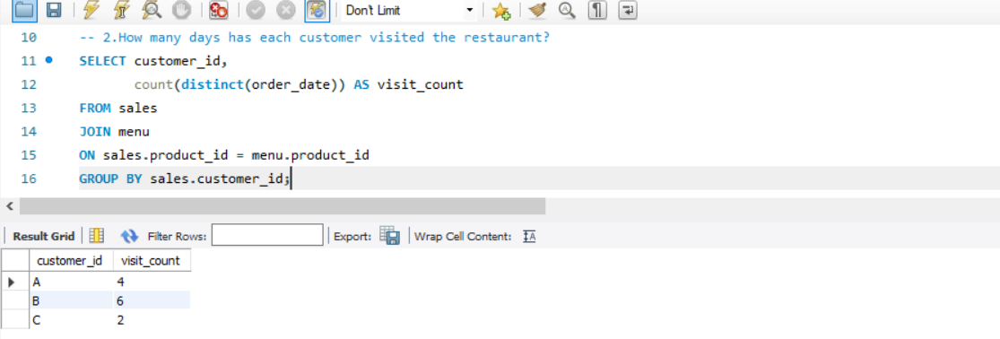 Don't Limit
10 -- 2.How many days has each customer visited the restaurant?
11 SELECT customer_id,
12 count(distinct(order_date)) AS visit_count
13 FROM sales
14 JOIN menu
15 ON sales.product_id = menu.product_id
16 GROUP BY sales.customer_id;
Result Grid Filter Rows: Export: Wrap Cell Content: IA
customer_id visit_count
A 4
B 6
C 2